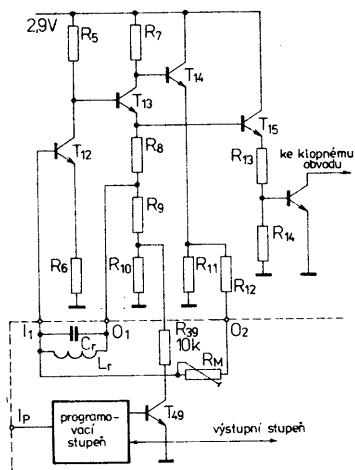 2,9V
R5
R7
T14
T13
T15
T12
R8
R13
ke klopnému
obvodu
R9
R6
R10
R11
R12
R14
I1
O1
O2
Cr
Lr
R39
10k
RM
IP
programo-
vací
stupeň
T49
výstupní stupeň